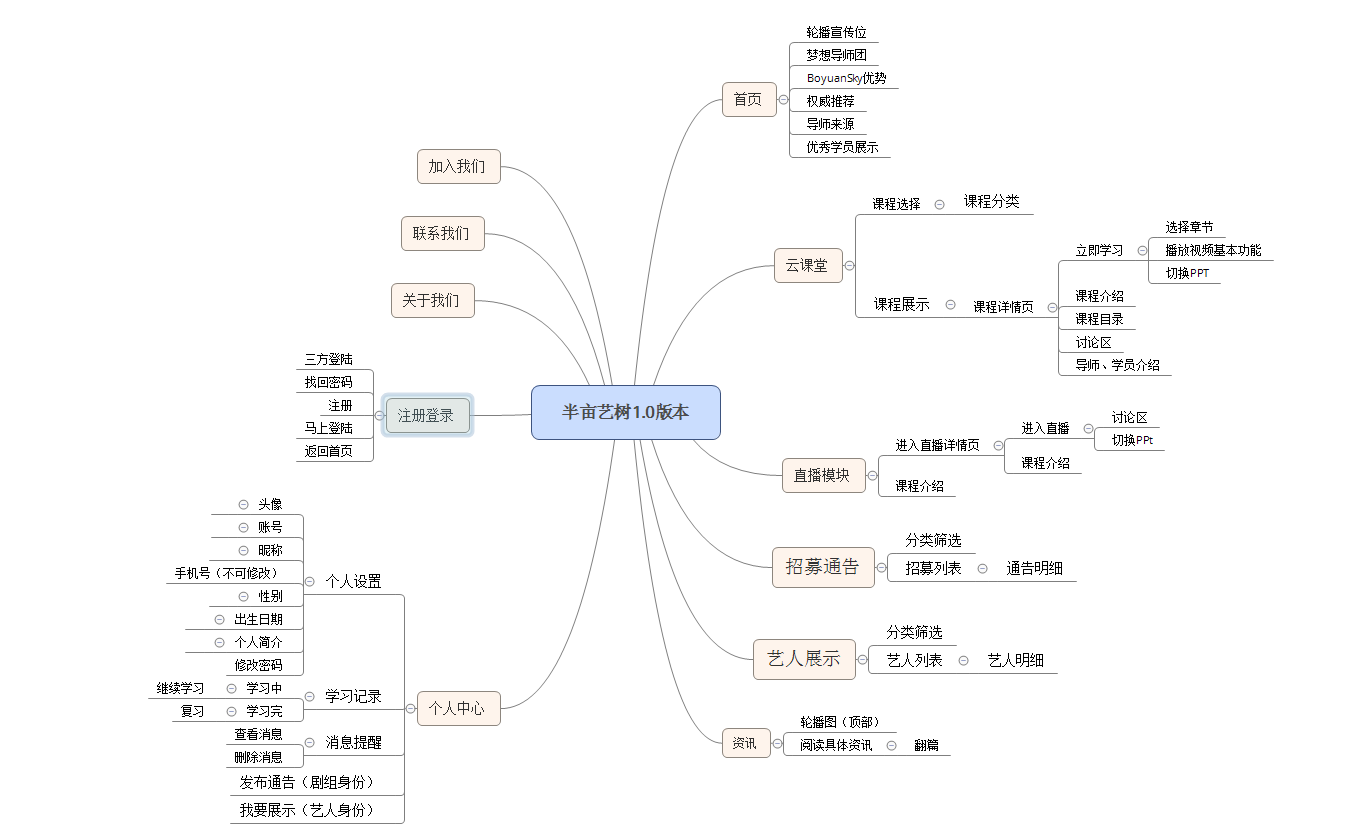 半亩艺树1.0版本
首页
轮播宣传位
梦想导师团
BoyuanSky优势
权威推荐
导师来源
优秀学员展示
云课堂
课程选择
课程分类
课程展示
课程详情页
立即学习
选择章节
播放视频基本功能
切换PPT
课程介绍
课程目录
讨论区
导师、学员介绍
直播模块
进入直播详情页
进入直播
讨论区
切换PPt
课程介绍
课程介绍
招募通告
分类筛选
招募列表
通告明细
艺人展示
分类筛选
艺人列表
艺人明细
资讯
轮播图（顶部）
阅读具体资讯
翻篇
加入我们
联系我们
关于我们
注册登录
三方登陆
找回密码
注册
马上登陆
返回首页
个人中心
个人设置
头像
账号
昵称
手机号（不可修改）
性别
出生日期
个人简介
修改密码
学习记录
学习中
继续学习
学习完
复习
消息提醒
查看消息
删除消息
发布通告（剧组身份）
我要展示（艺人身份）